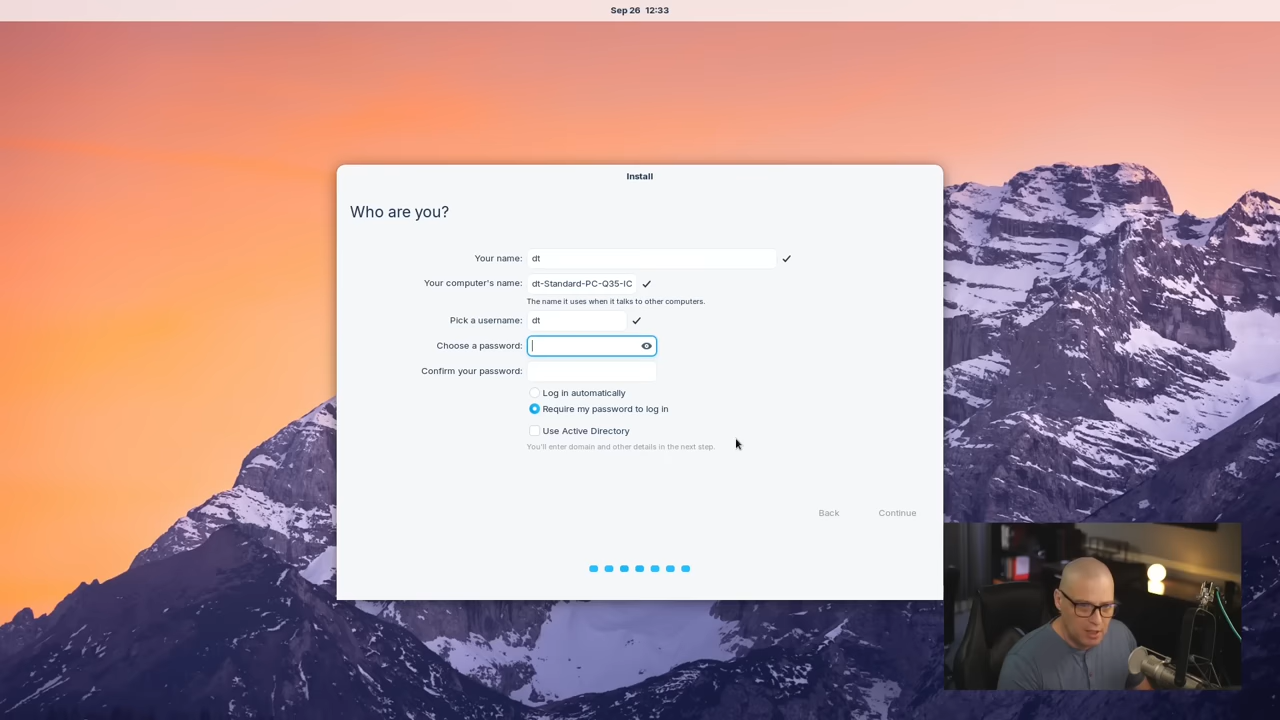 Sep 26 12:33
Install
Who are you?
Your name: dt
Your computer's name: dt-Standard-PC-Q35-IC
The name it uses when it talks to other computers.
Pick a username: dt
Choose a password:
Confirm your password:
Log in automatically
Require my password to log in
Use Active Directory
You'll enter domain and other details in the next step.
Back Continue